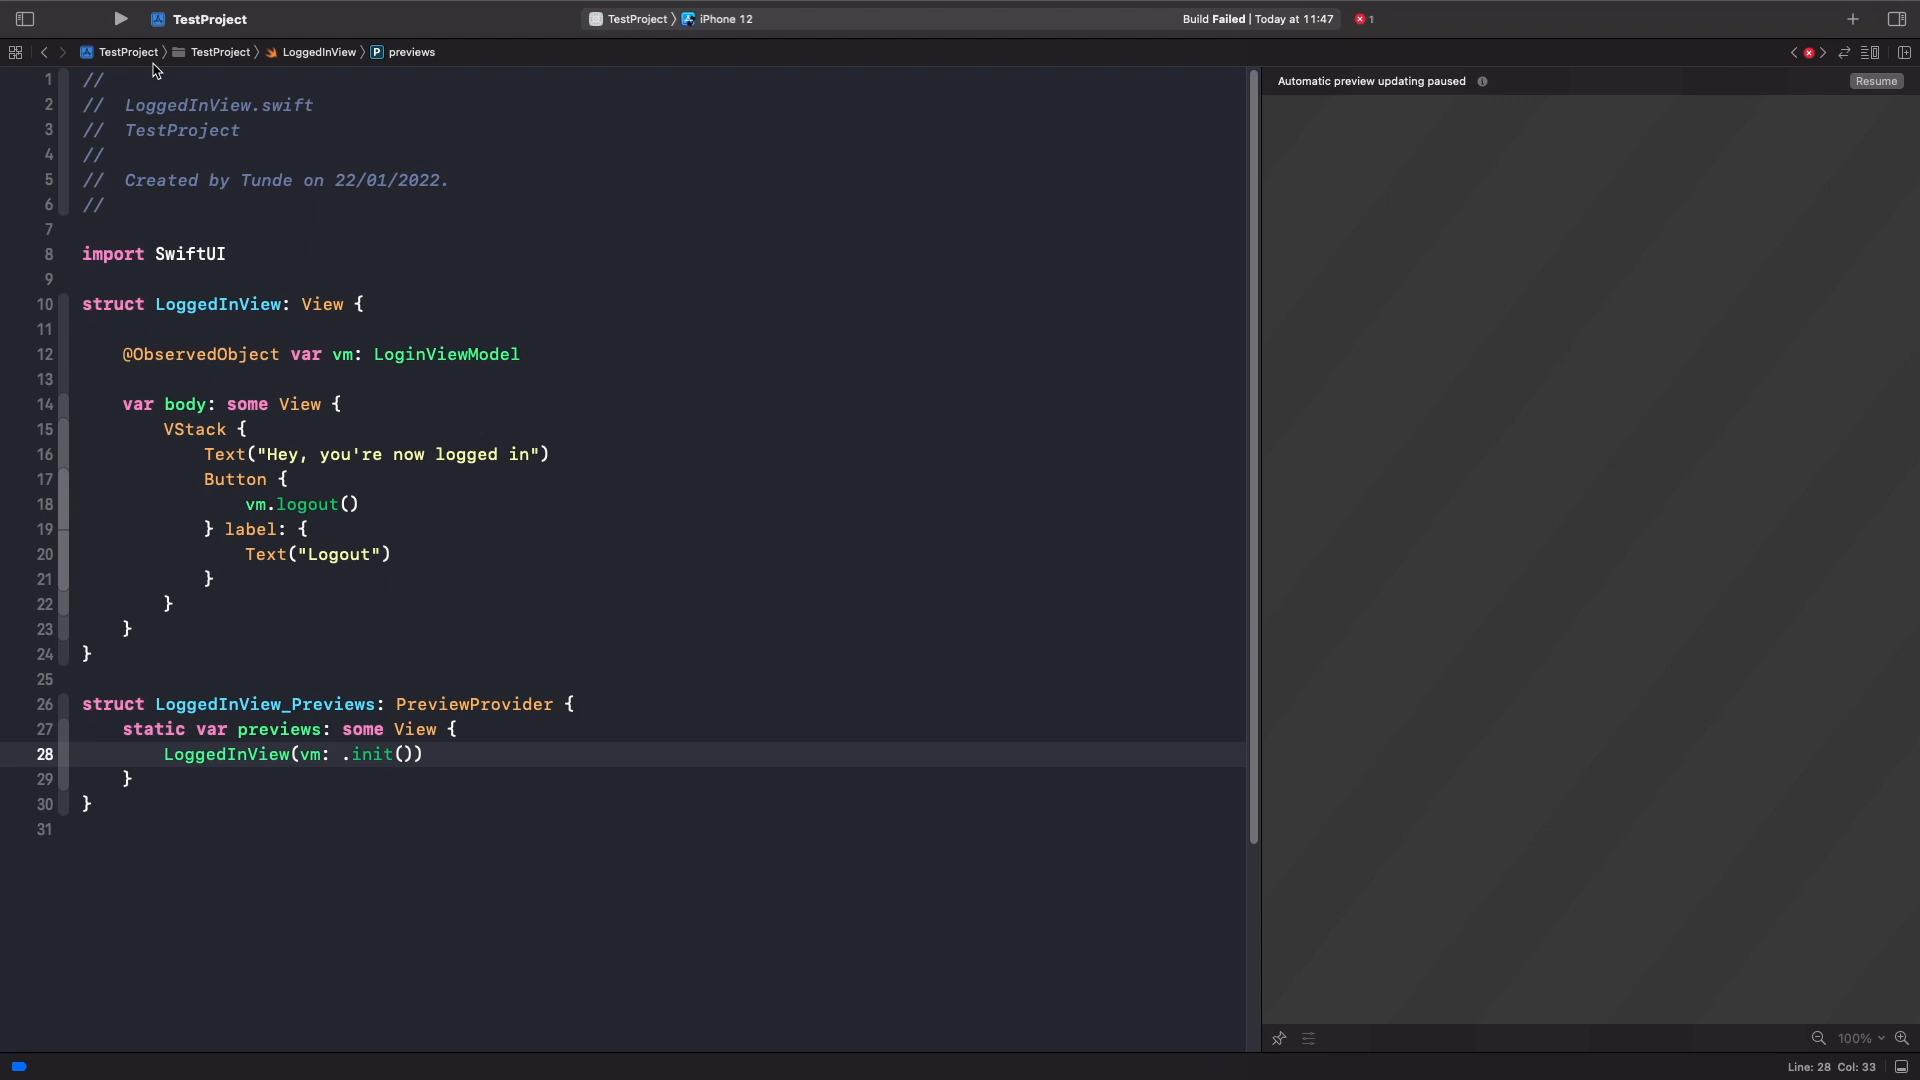 TestProject
TestProject 〉 iPhone 12
Build Failed | Today at 11:47
1
TestProject 〉 TestProject 〉 LoggedInView 〉 P previews
Automatic preview updating paused
Resume
1 //
2 //  LoggedInView.swift
3 //  TestProject
4 //
5 //  Created by Tunde on 22/01/2022.
6 //
7
8 import SwiftUI
9
10 struct LoggedInView: View {
11
12     @ObservedObject var vm: LoginViewModel
13
14     var body: some View {
15         VStack {
16             Text("Hey, you're now logged in")
17             Button {
18                 vm.logout()
19             } label: {
20                 Text("Logout")
21             }
22         }
23     }
24 }
25
26 struct LoggedInView_Previews: PreviewProvider {
27     static var previews: some View {
28         LoggedInView(vm: .init())
29     }
30 }
31
100%
Line: 28  Col: 33